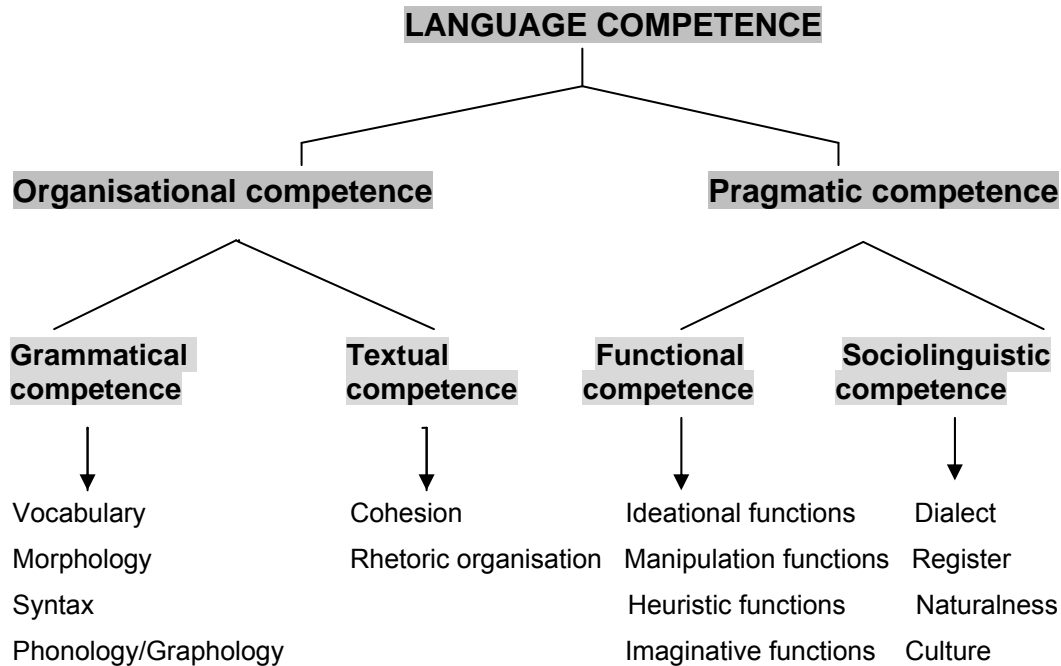 LANGUAGE COMPETENCE
Organisational competence
Pragmatic competence
Grammatical
competence
Textual
competence
Functional
competence
Sociolinguistic
competence
Vocabulary
Morphology
Syntax
Phonology/Graphology
Cohesion
Rhetoric organisation
Ideational functions
Manipulation functions
Heuristic functions
Imaginative functions
Dialect
Register
Naturalness
Culture